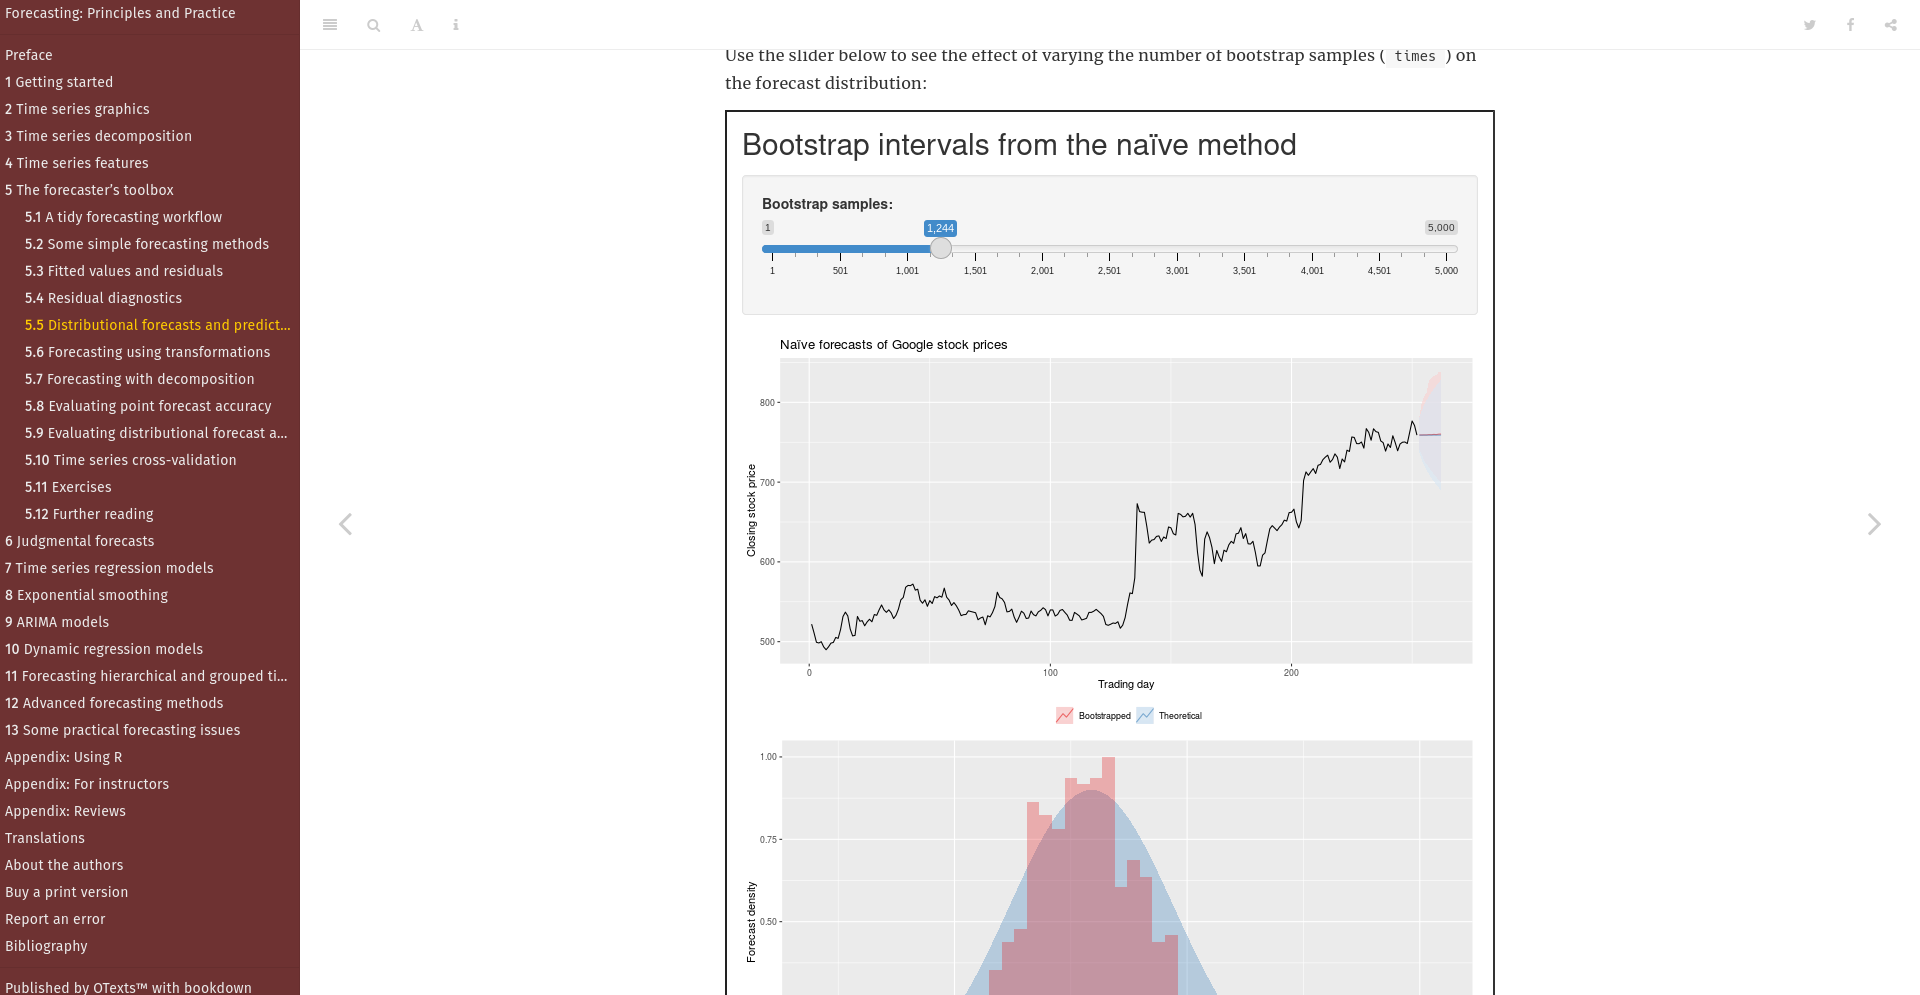 Forecasting: Principles and Practice
Preface
1 Getting started
2 Time series graphics
3 Time series decomposition
4 Time series features
5 The forecaster’s toolbox
5.1 A tidy forecasting workflow
5.2 Some simple forecasting methods
5.3 Fitted values and residuals
5.4 Residual diagnostics
5.5 Distributional forecasts and predict…
5.6 Forecasting using transformations
5.7 Forecasting with decomposition
5.8 Evaluating point forecast accuracy
5.9 Evaluating distributional forecast a…
5.10 Time series cross-validation
5.11 Exercises
5.12 Further reading
6 Judgmental forecasts
7 Time series regression models
8 Exponential smoothing
9 ARIMA models
10 Dynamic regression models
11 Forecasting hierarchical and grouped ti…
12 Advanced forecasting methods
13 Some practical forecasting issues
Appendix: Using R
Appendix: For instructors
Appendix: Reviews
Translations
About the authors
Buy a print version
Report an error
Bibliography
Published by OTexts™ with bookdown
A
Use the slider below to see the effect of varying the number of bootstrap samples ( times ) on
the forecast distribution:
Bootstrap intervals from the naïve method
Bootstrap samples:
1 1,244 5,000
1 501 1,001 1,501 2,001 2,501 3,001 3,501 4,001 4,501 5,000
Naïve forecasts of Google stock prices
Closing stock price
800
700
600
500
0 100 200
Trading day
Bootstrapped Theoretical
Forecast density
1.00
0.75
0.50